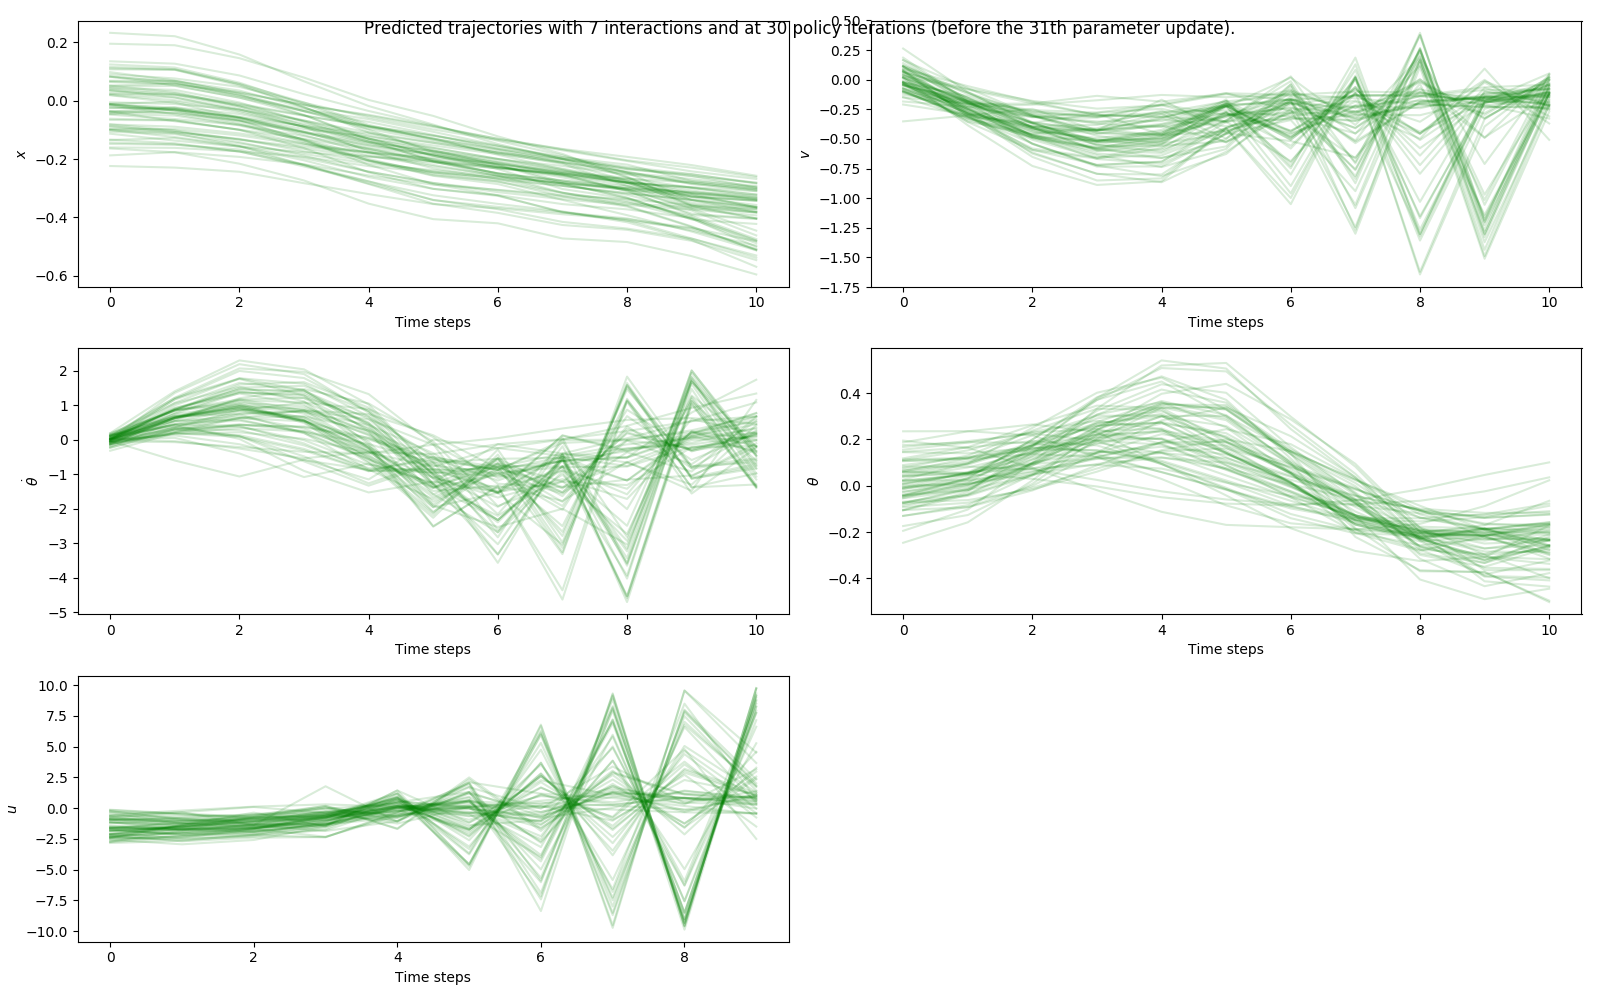 Predicted trajectories with 7 interactions and at 30 policy iterations (before the 31th parameter update).
0.2
0.0
−0.2
−0.4
−0.6
x
0 2 4 6 8 10
Time steps
0.50
0.25
0.00
−0.25
−0.50
−0.75
−1.00
−1.25
−1.50
−1.75
v
0 2 4 6 8 10
Time steps
2
1
0
−1
−2
−3
−4
−5
θ̇
0 2 4 6 8 10
Time steps
0.4
0.2
0.0
−0.2
−0.4
θ
0 2 4 6 8 10
Time steps
10.0
7.5
5.0
2.5
0.0
−2.5
−5.0
−7.5
−10.0
u
0 2 4 6 8
Time steps